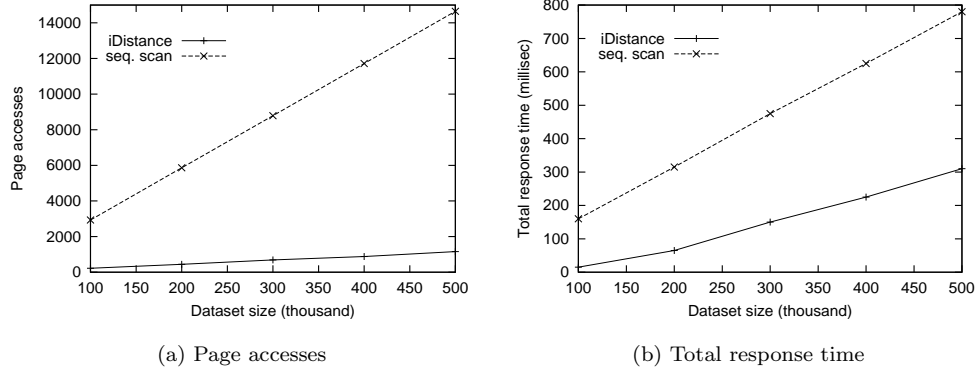 Page accesses
14000
12000
10000
8000
6000
4000
2000
0
iDistance
seq. scan
100 150 200 250 300 350 400 450 500
Dataset size (thousand)
(a) Page accesses
Total response time (millisec)
800
700
600
500
400
300
200
100
0
iDistance
seq. scan
100 150 200 250 300 350 400 450 500
Dataset size (thousand)
(b) Total response time